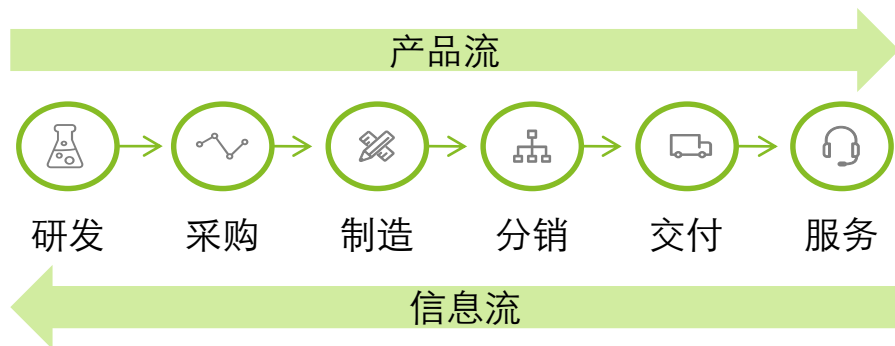 产品流
研发 采购 制造 分销 交付 服务
信息流